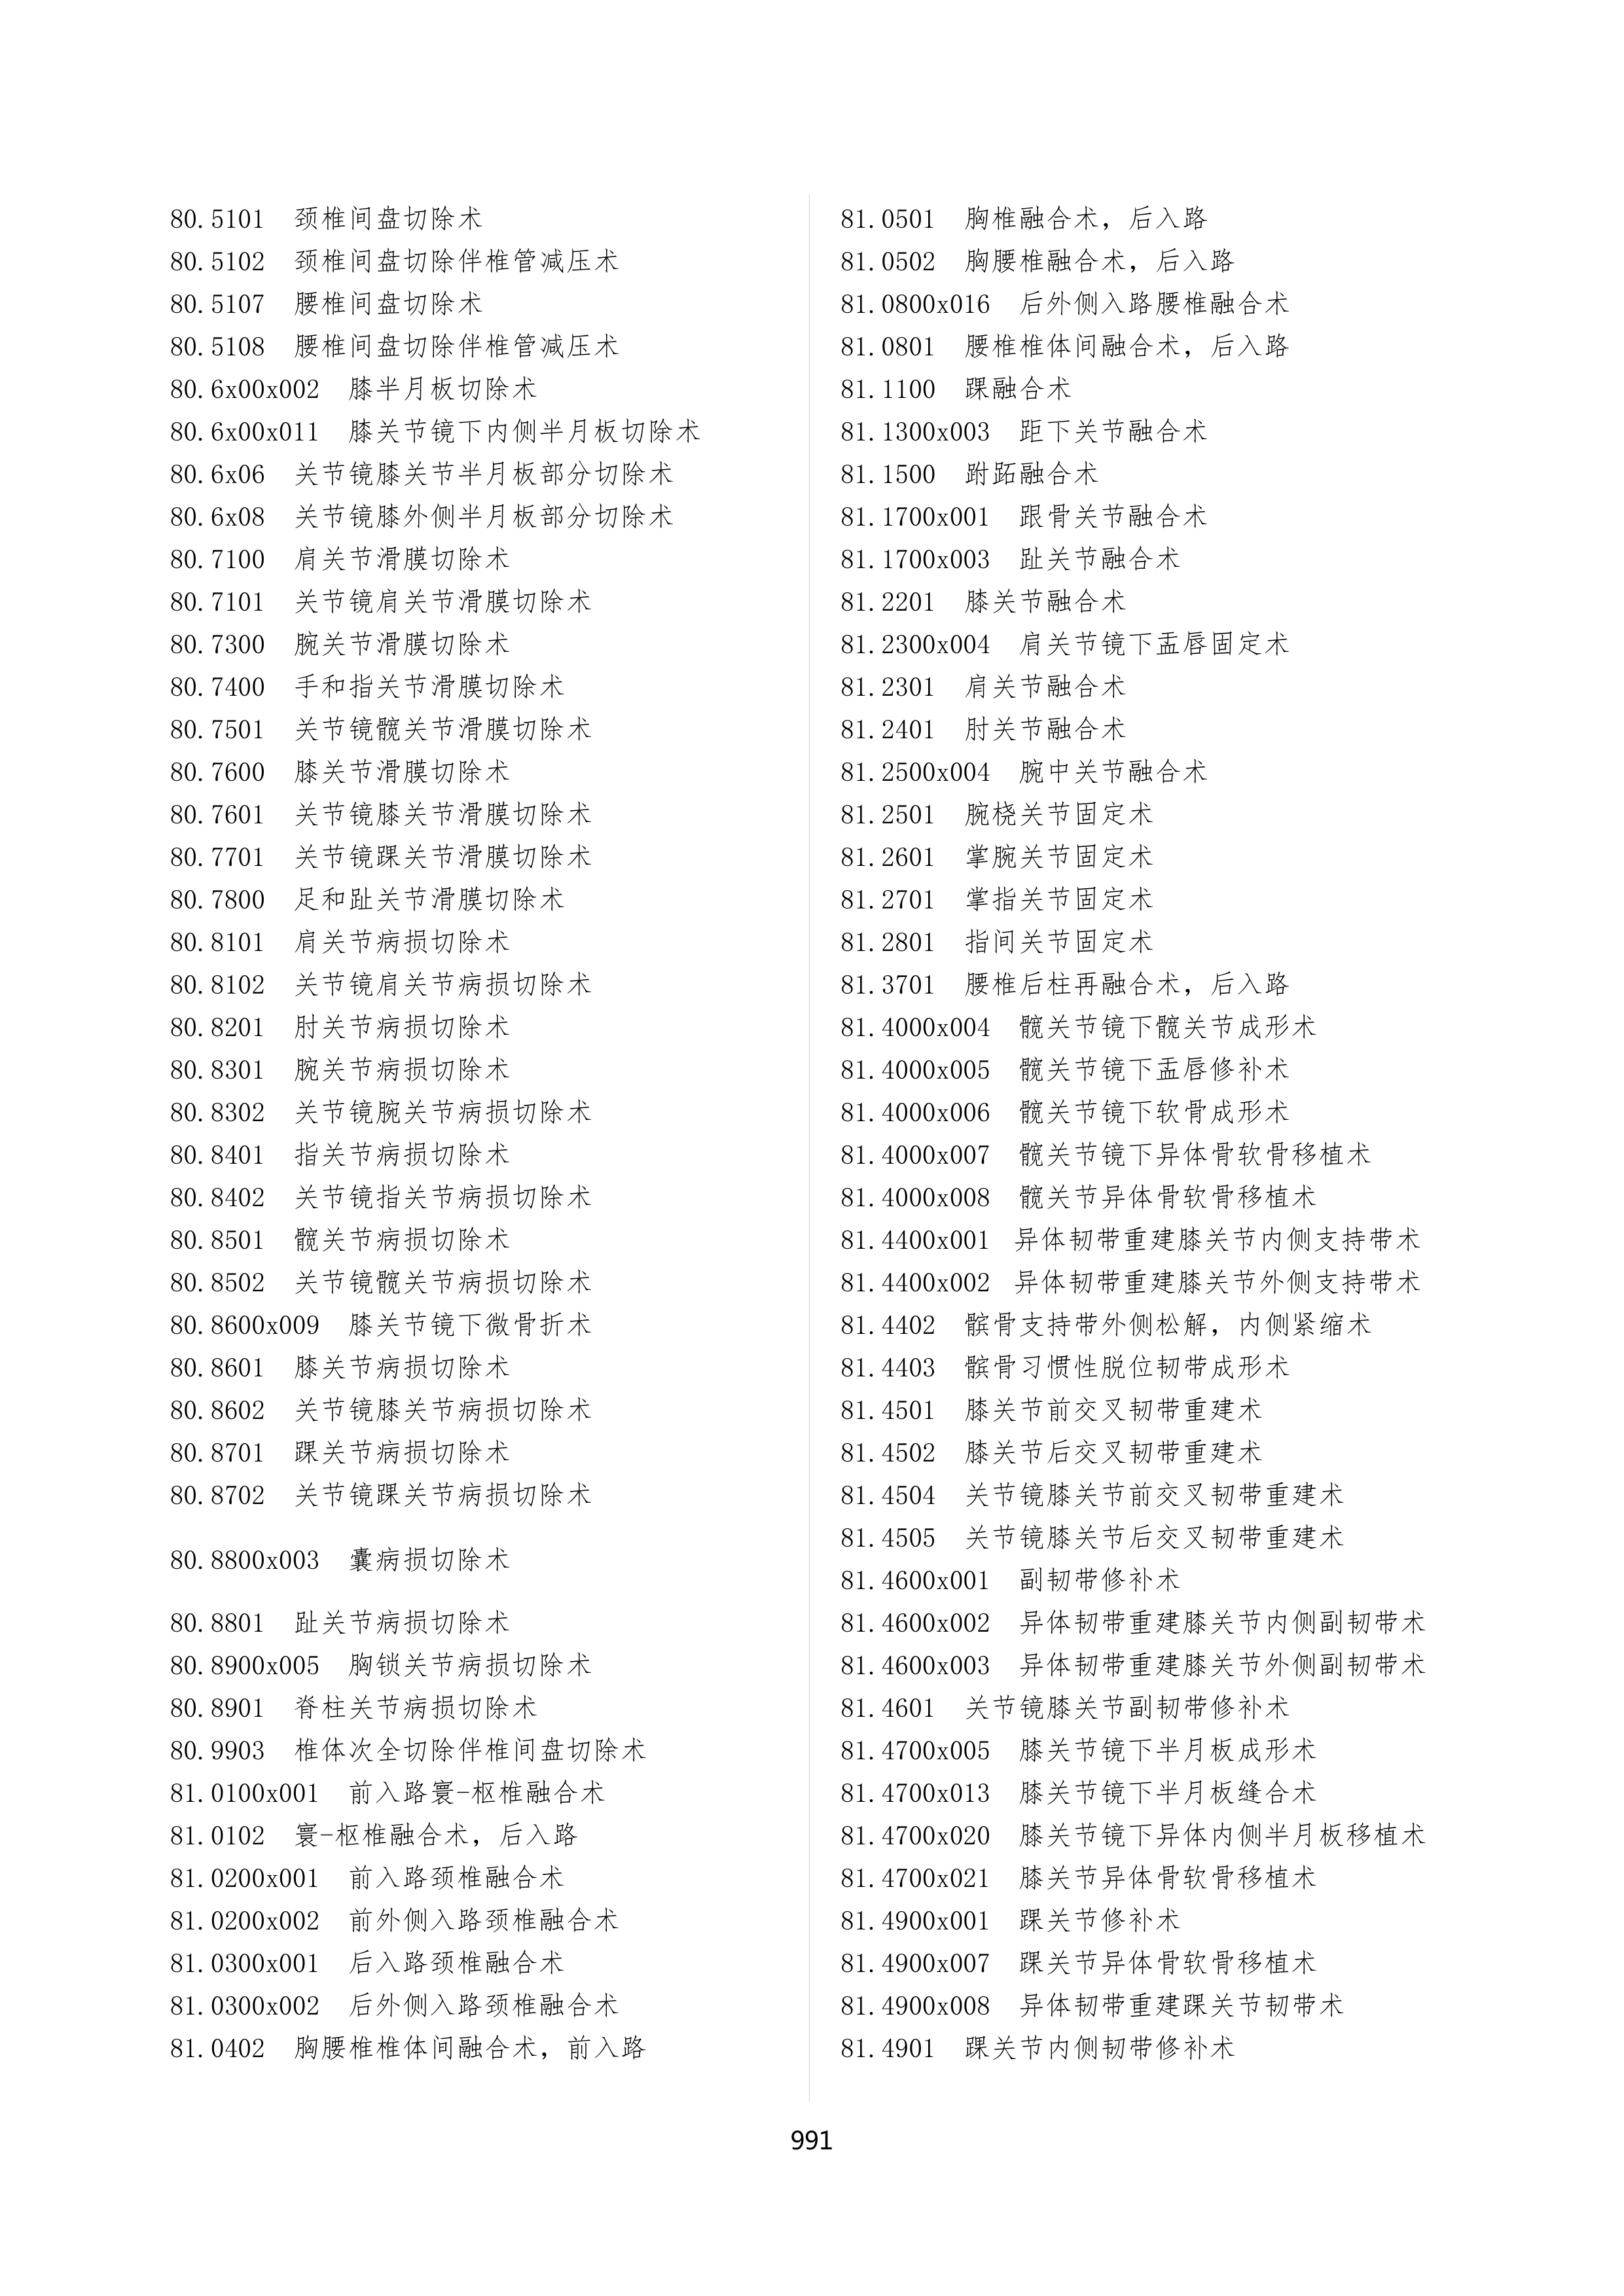 80.5101 颈椎间盘切除术
80.5102 颈椎间盘切除伴椎管减压术
80.5107 腰椎间盘切除术
80.5108 腰椎间盘切除伴椎管减压术
80.6x00x002 膝半月板切除术
80.6x00x011 膝关节镜下内侧半月板切除术
80.6x06 关节镜膝关节半月板部分切除术
80.6x08 关节镜膝外侧半月板部分切除术
80.7100 肩关节滑膜切除术
80.7101 关节镜肩关节滑膜切除术
80.7300 腕关节滑膜切除术
80.7400 手和指关节滑膜切除术
80.7501 关节镜髋关节滑膜切除术
80.7600 膝关节滑膜切除术
80.7601 关节镜膝关节滑膜切除术
80.7701 关节镜踝关节滑膜切除术
80.7800 足和趾关节滑膜切除术
80.8101 肩关节病损切除术
80.8102 关节镜肩关节病损切除术
80.8201 肘关节病损切除术
80.8301 腕关节病损切除术
80.8302 关节镜腕关节病损切除术
80.8401 指关节病损切除术
80.8402 关节镜指关节病损切除术
80.8501 髋关节病损切除术
80.8502 关节镜髋关节病损切除术
80.8600x009 膝关节镜下微骨折术
80.8601 膝关节病损切除术
80.8602 关节镜膝关节病损切除术
80.8701 踝关节病损切除术
80.8702 关节镜踝关节病损切除术
80.8800x003 囊病损切除术
80.8801 趾关节病损切除术
80.8900x005 胸锁关节病损切除术
80.8901 脊柱关节病损切除术
80.9903 椎体次全切除伴椎间盘切除术
81.0100x001 前入路寰-枢椎融合术
81.0102 寰-枢椎融合术，后入路
81.0200x001 前入路颈椎融合术
81.0200x002 前外侧入路颈椎融合术
81.0300x001 后入路颈椎融合术
81.0300x002 后外侧入路颈椎融合术
81.0402 胸腰椎椎体间融合术，前入路
81.0501 胸椎融合术，后入路
81.0502 胸腰椎融合术，后入路
81.0800x016 后外侧入路腰椎融合术
81.0801 腰椎椎体间融合术，后入路
81.1100 踝融合术
81.1300x003 距下关节融合术
81.1500 跗跖融合术
81.1700x001 跟骨关节融合术
81.1700x003 趾关节融合术
81.2201 膝关节融合术
81.2300x004 肩关节镜下盂唇固定术
81.2301 肩关节融合术
81.2401 肘关节融合术
81.2500x004 腕中关节融合术
81.2501 腕桡关节固定术
81.2601 掌腕关节固定术
81.2701 掌指关节固定术
81.2801 指间关节固定术
81.3701 腰椎后柱再融合术，后入路
81.4000x004 髋关节镜下髋关节成形术
81.4000x005 髋关节镜下盂唇修补术
81.4000x006 髋关节镜下软骨成形术
81.4000x007 髋关节镜下异体骨软骨移植术
81.4000x008 髋关节异体骨软骨移植术
81.4400x001 异体韧带重建膝关节内侧支持带术
81.4400x002 异体韧带重建膝关节外侧支持带术
81.4402 髌骨支持带外侧松解，内侧紧缩术
81.4403 髌骨习惯性脱位韧带成形术
81.4501 膝关节前交叉韧带重建术
81.4502 膝关节后交叉韧带重建术
81.4504 关节镜膝关节前交叉韧带重建术
81.4505 关节镜膝关节后交叉韧带重建术
81.4600x001 副韧带修补术
81.4600x002 异体韧带重建膝关节内侧副韧带术
81.4600x003 异体韧带重建膝关节外侧副韧带术
81.4601 关节镜膝关节副韧带修补术
81.4700x005 膝关节镜下半月板成形术
81.4700x013 膝关节镜下半月板缝合术
81.4700x020 膝关节镜下异体内侧半月板移植术
81.4700x021 膝关节异体骨软骨移植术
81.4900x001 踝关节修补术
81.4900x007 踝关节异体骨软骨移植术
81.4900x008 异体韧带重建踝关节韧带术
81.4901 踝关节内侧韧带修补术
991